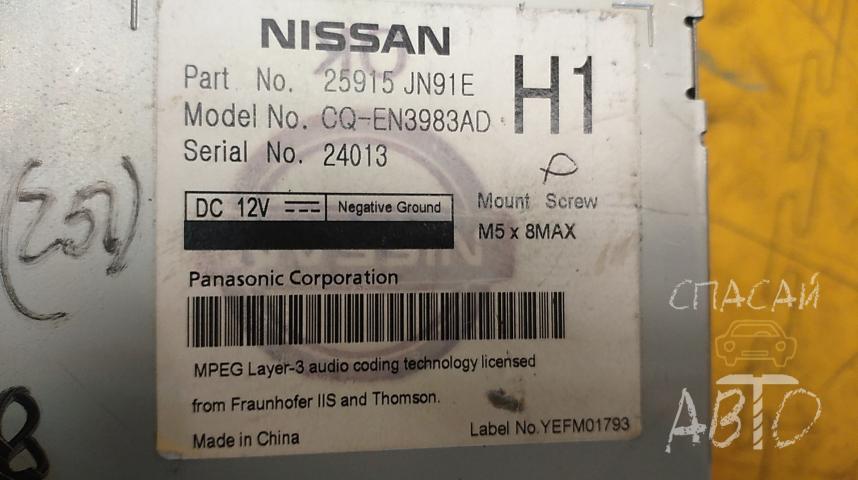 NISSAN
Part No. 25915 JN91E
H1
Model No. CQ-EN3983AD
Serial No. 24013
DC 12V Negative Ground
Mount Screw
M5 x 8MAX
Panasonic Corporation
MPEG Layer-3 audio coding technology licensed
from Fraunhofer IIS and Thomson.
Made in China
Label No.YEFM01793
СПАСАЙ
АВТО